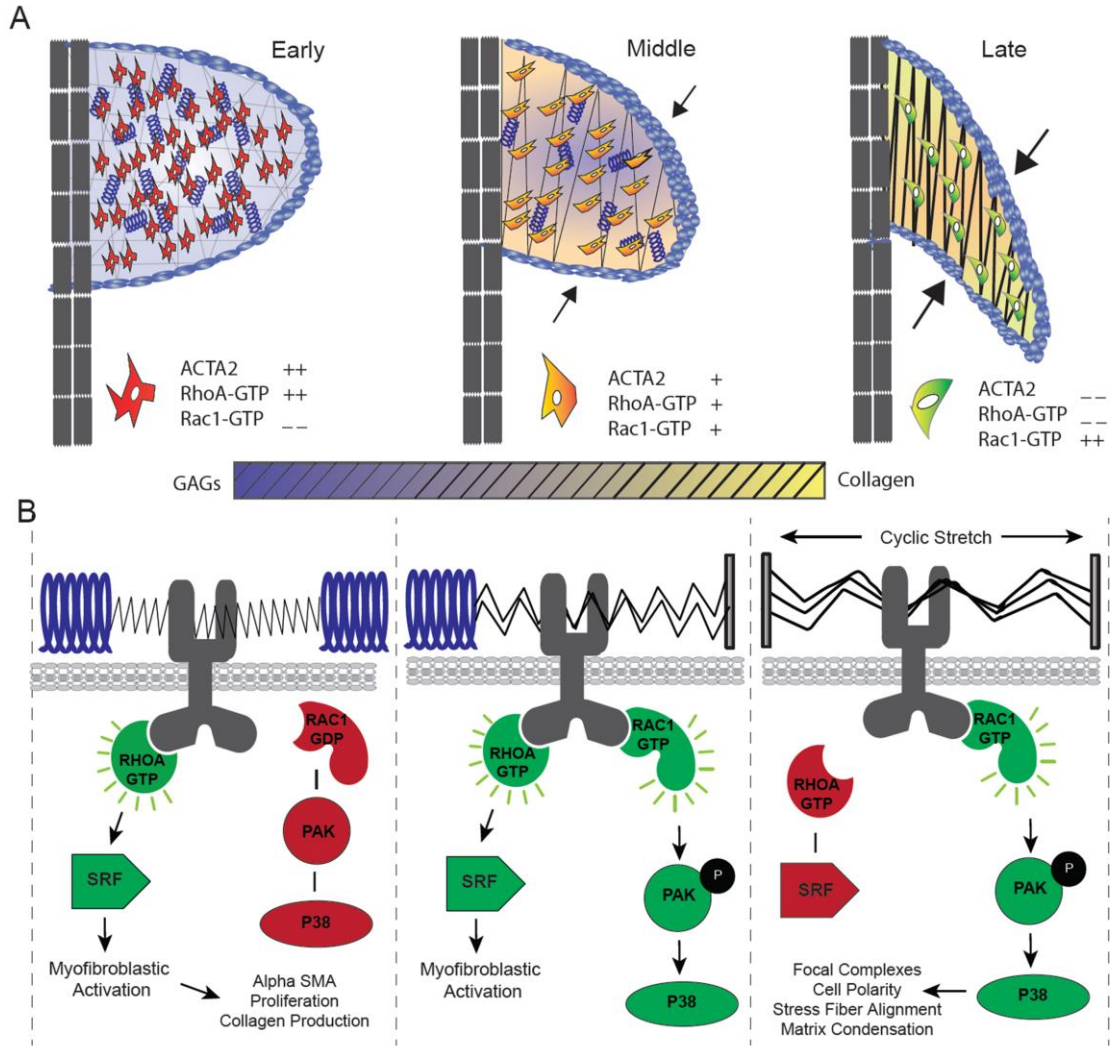 A
Early
Middle
Late
ACTA2 ++
RhoA-GTP ++
Rac1-GTP _ _
ACTA2 +
RhoA-GTP +
Rac1-GTP +
ACTA2 _ _
RhoA-GTP _ _
Rac1-GTP ++
GAGs
Collagen
B
RHOA
GTP
RAC1
GDP
SRF
PAK
P38
Myofibroblastic
Activation
Alpha SMA
Proliferation
Collagen Production
RHOA
GTP
RAC1
GTP
SRF
PAK
P
P38
Myofibroblastic
Activation
Cyclic Stretch
RHOA
GTP
RAC1
GTP
SRF
PAK
P
P38
Focal Complexes
Cell Polarity
Stress Fiber Alignment
Matrix Condensation